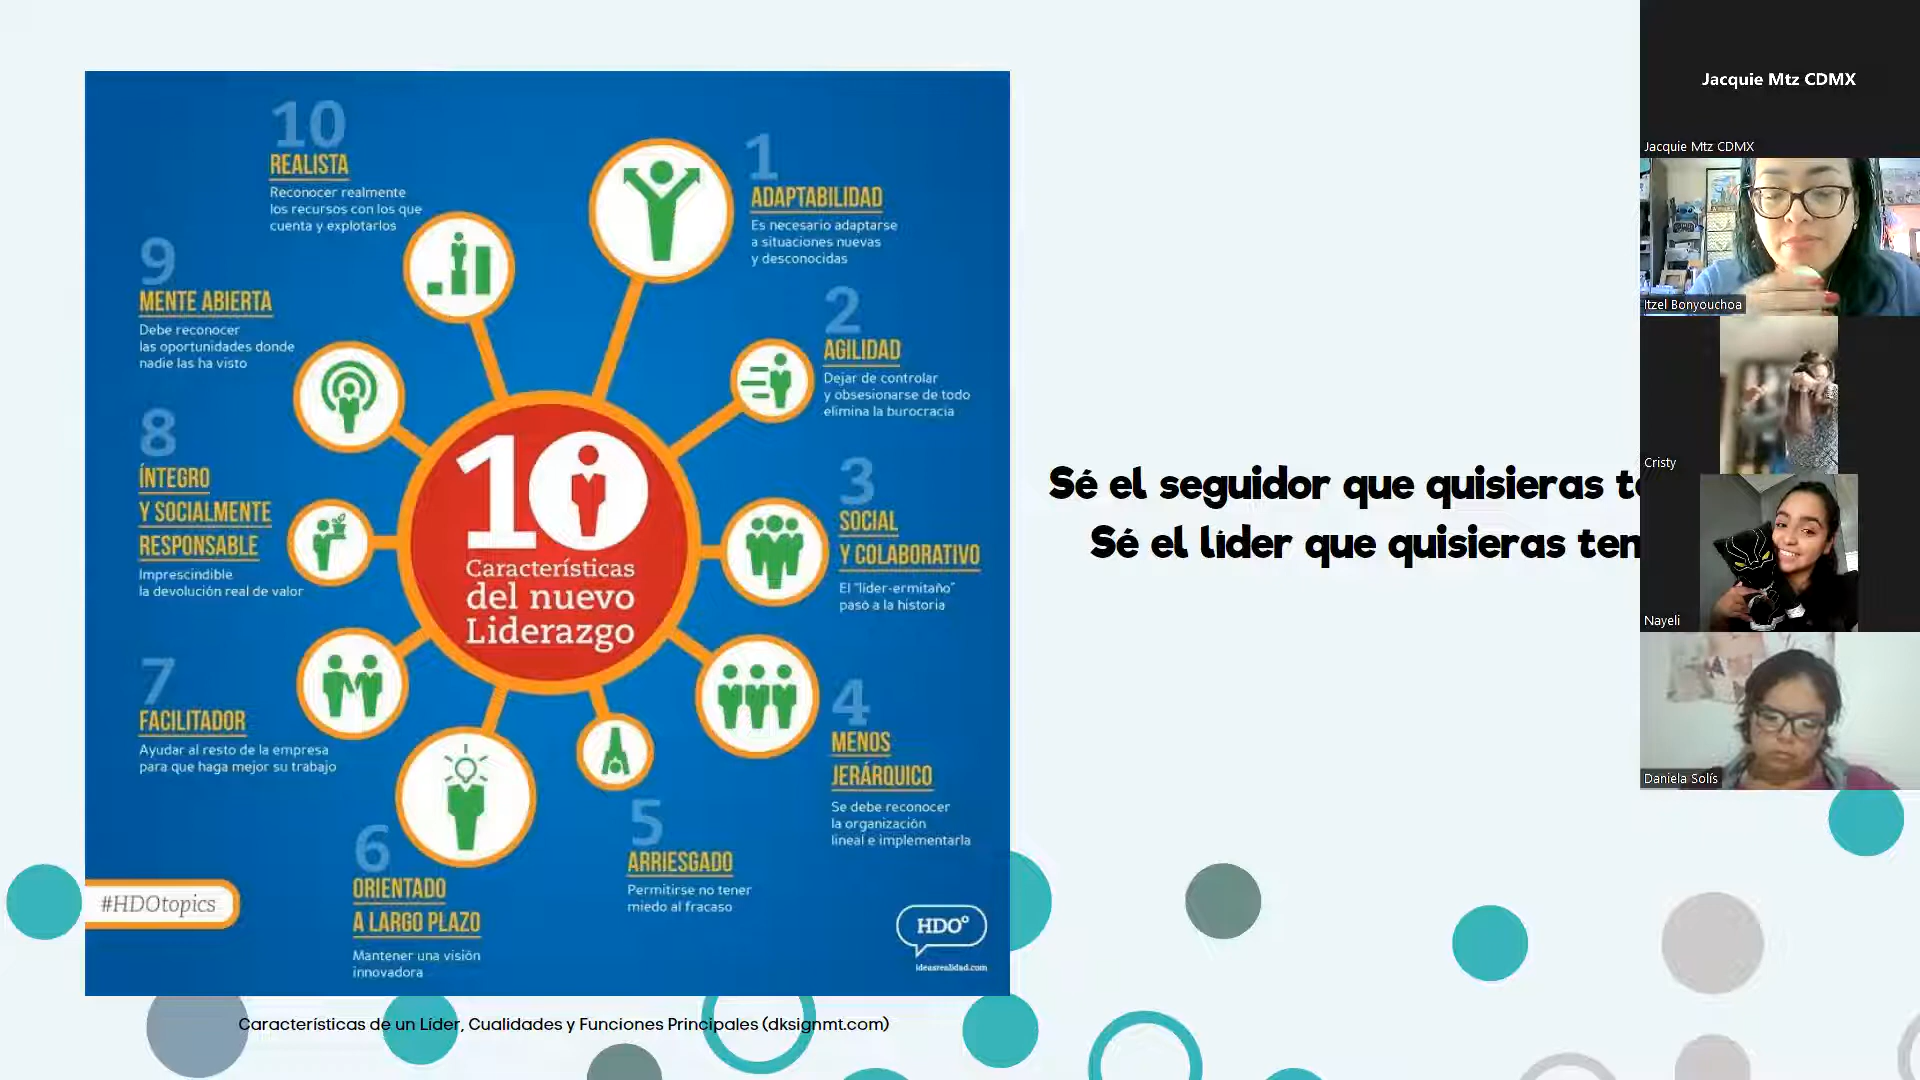 10
REALISTA
Reconocer realmente
los recursos con los que
cuenta y explotarlos
1
ADAPTABILIDAD
Es necesario adaptarse
a situaciones nuevas
y desconocidas
9
MENTE ABIERTA
Debe reconocer
las oportunidades donde
nadie las ha visto
2
AGILIDAD
Dejar de controlar
y obsesionarse de todo
elimina la burocracia
8
ÍNTEGRO
Y SOCIALMENTE
RESPONSABLE
Imprescindible
la devolución real de valor
10
Características
del nuevo
Liderazgo
3
SOCIAL
Y COLABORATIVO
El "líder-ermitaño"
pasó a la historia
7
FACILITADOR
Ayudar al resto de la empresa
para que haga mejor su trabajo
4
MENOS
JERÁRQUICO
Se debe reconocer
la organización
lineal e implementarla
6
ORIENTADO
A LARGO PLAZO
Mantener una visión
innovadora
5
ARRIESGADO
Permitirse no tener
miedo al fracaso
#HDOtopics
HDO°
ideasrealidad.com
Características de un Líder, Cualidades y Funciones Principales (dksignmt.com)
Sé el seguidor que quisieras
Sé el líder que quisieras
Jacquie Mtz CDMX
Jacquie Mtz CDMX
Itzel Bonyouchoa
Cristy
Nayeli
Daniela Solís